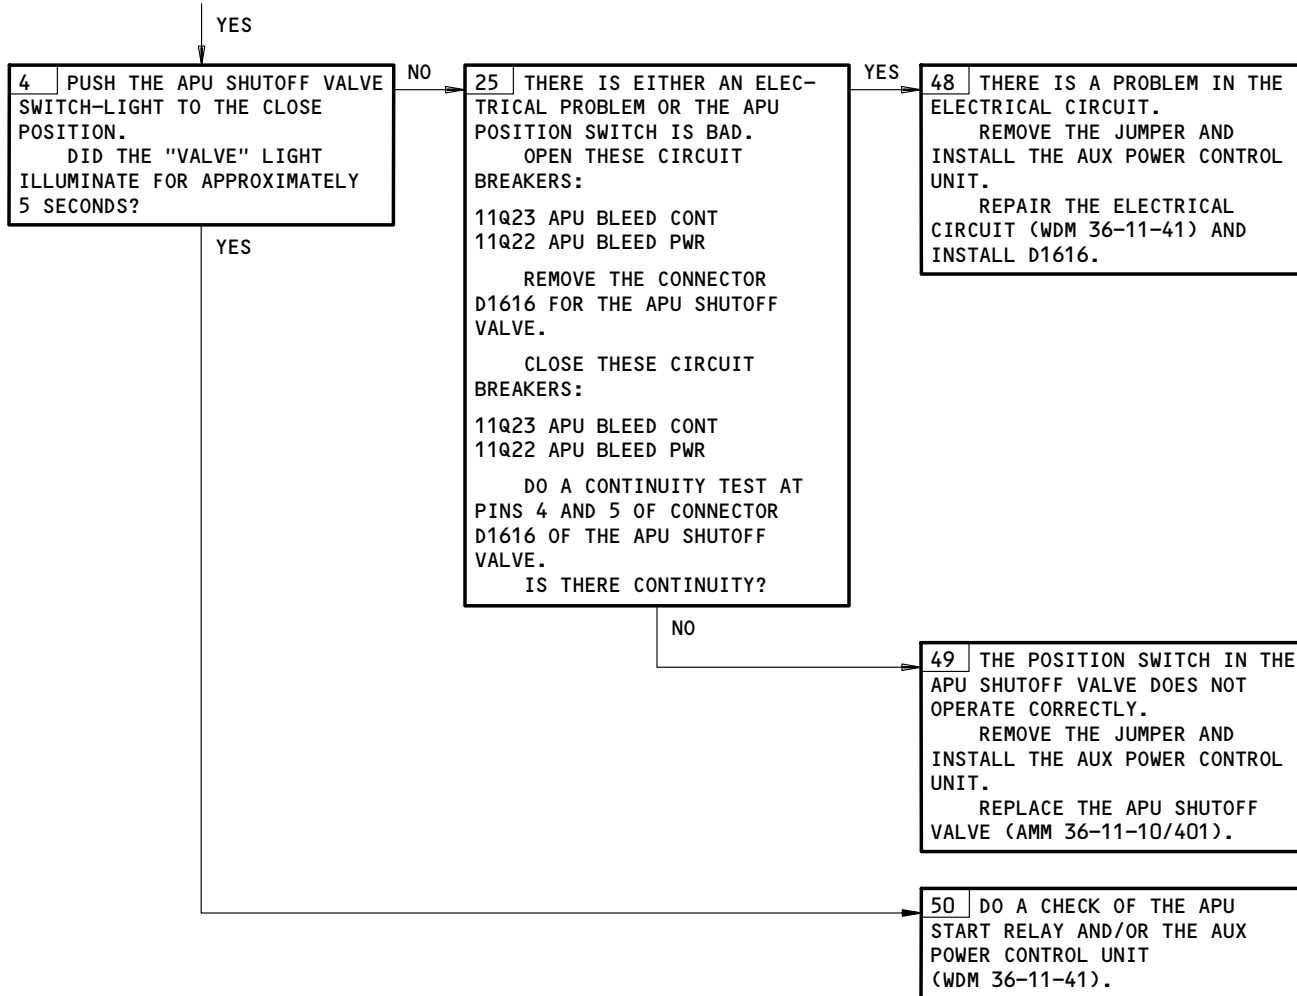 YES
4 PUSH THE APU SHUTOFF VALVE
SWITCH-LIGHT TO THE CLOSE
POSITION.
DID THE "VALVE" LIGHT
ILLUMINATE FOR APPROXIMATELY
5 SECONDS?
NO
YES
25 THERE IS EITHER AN ELEC-
TRICAL PROBLEM OR THE APU
POSITION SWITCH IS BAD.
OPEN THESE CIRCUIT
BREAKERS:
11Q23 APU BLEED CONT
11Q22 APU BLEED PWR
REMOVE THE CONNECTOR
D1616 FOR THE APU SHUTOFF
VALVE.
CLOSE THESE CIRCUIT
BREAKERS:
11Q23 APU BLEED CONT
11Q22 APU BLEED PWR
DO A CONTINUITY TEST AT
PINS 4 AND 5 OF CONNECTOR
D1616 OF THE APU SHUTOFF
VALVE.
IS THERE CONTINUITY?
YES
NO
48 THERE IS A PROBLEM IN THE
ELECTRICAL CIRCUIT.
REMOVE THE JUMPER AND
INSTALL THE AUX POWER CONTROL
UNIT.
REPAIR THE ELECTRICAL
CIRCUIT (WDM 36-11-41) AND
INSTALL D1616.
49 THE POSITION SWITCH IN THE
APU SHUTOFF VALVE DOES NOT
OPERATE CORRECTLY.
REMOVE THE JUMPER AND
INSTALL THE AUX POWER CONTROL
UNIT.
REPLACE THE APU SHUTOFF
VALVE (AMM 36-11-10/401).
50 DO A CHECK OF THE APU
START RELAY AND/OR THE AUX
POWER CONTROL UNIT
(WDM 36-11-41).